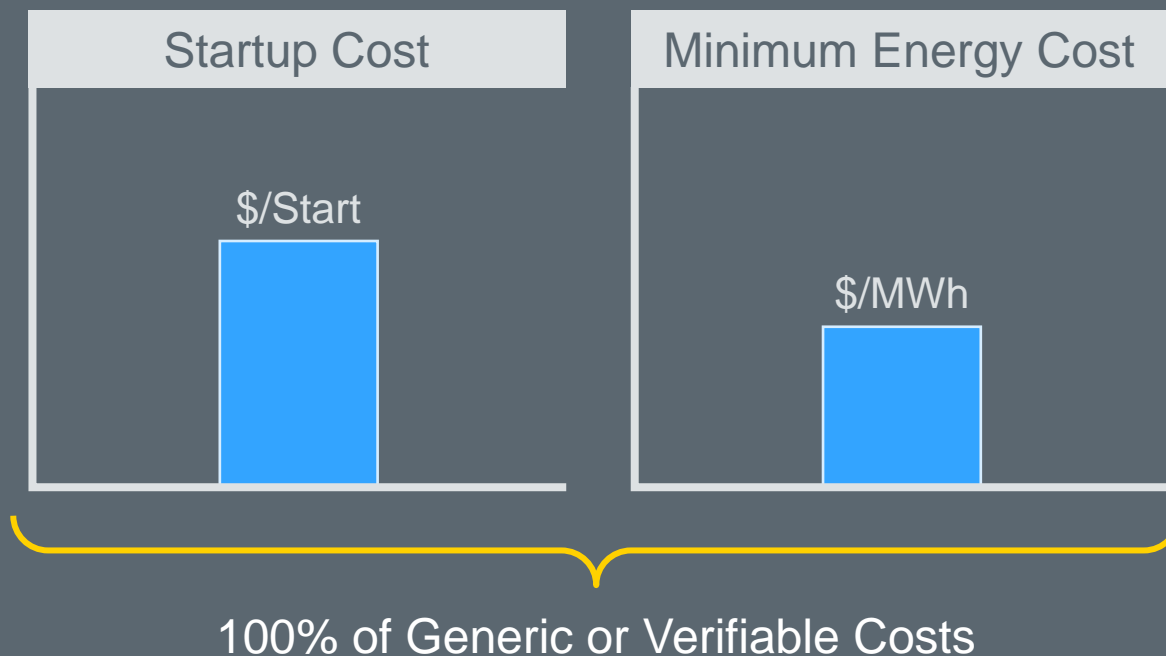 Startup Cost
Minimum Energy Cost
$/Start
$/MWh
100% of Generic or Verifiable Costs